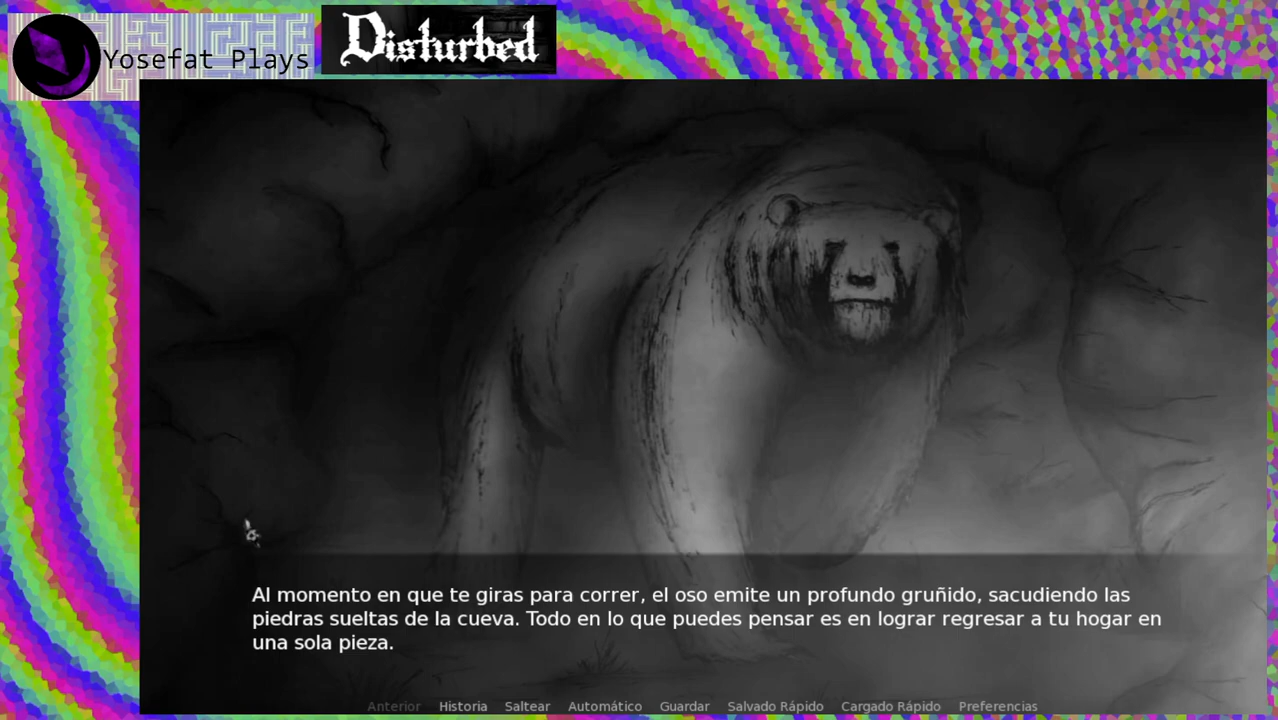 Yosefat Plays
Disturbed
Al momento en que te giras para correr, el oso emite un profundo gruñido, sacudiendo las
piedras sueltas de la cueva. Todo en lo que puedes pensar es en lograr regresar a tu hogar en
una sola pieza.
Anterior Historia Saltear Automático Guardar Salvado Rápido Cargado Rápido Preferencias